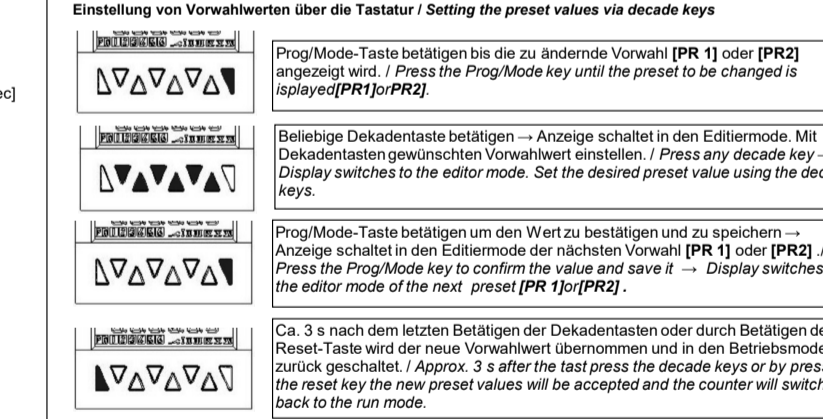 Einstellung von Vorwahlwerten über die Tastatur / Setting the preset values via decade keys
Prog/Mode-Taste betätigen bis die zu ändernde Vorwahl [PR 1] oder [PR2]
angezeigt wird. / Press the Prog/Mode key until the preset to be changed is
isplayed[PR1]orPR2].
ec]
Beliebige Dekadentaste betätigen → Anzeige schaltet in den Editiermode. Mit
Dekadentasten gewünschten Vorwahlwert einstellen. / Press any decade key –
Display switches to the editor mode. Set the desired preset value using the dec
keys.
Prog/Mode-Taste betätigen um den Wert zu bestätigen und zu speichern →
Anzeige schaltet in den Editiermode der nächsten Vorwahl [PR 1] oder [PR2] ./
Press the Prog/Mode key to confirm the value and save it → Display switches
the editor mode of the next preset [PR 1]or[PR2] .
Ca. 3 s nach dem letzten Betätigen der Dekadentasten oder durch Betätigen de
Reset-Taste wird der neue Vorwahlwert übernommen und in den Betriebsmode
zurück geschaltet. / Approx. 3 s after the tast press the decade keys or by pres
the reset key the new preset values will be accepted and the counter will switch
back to the run mode.